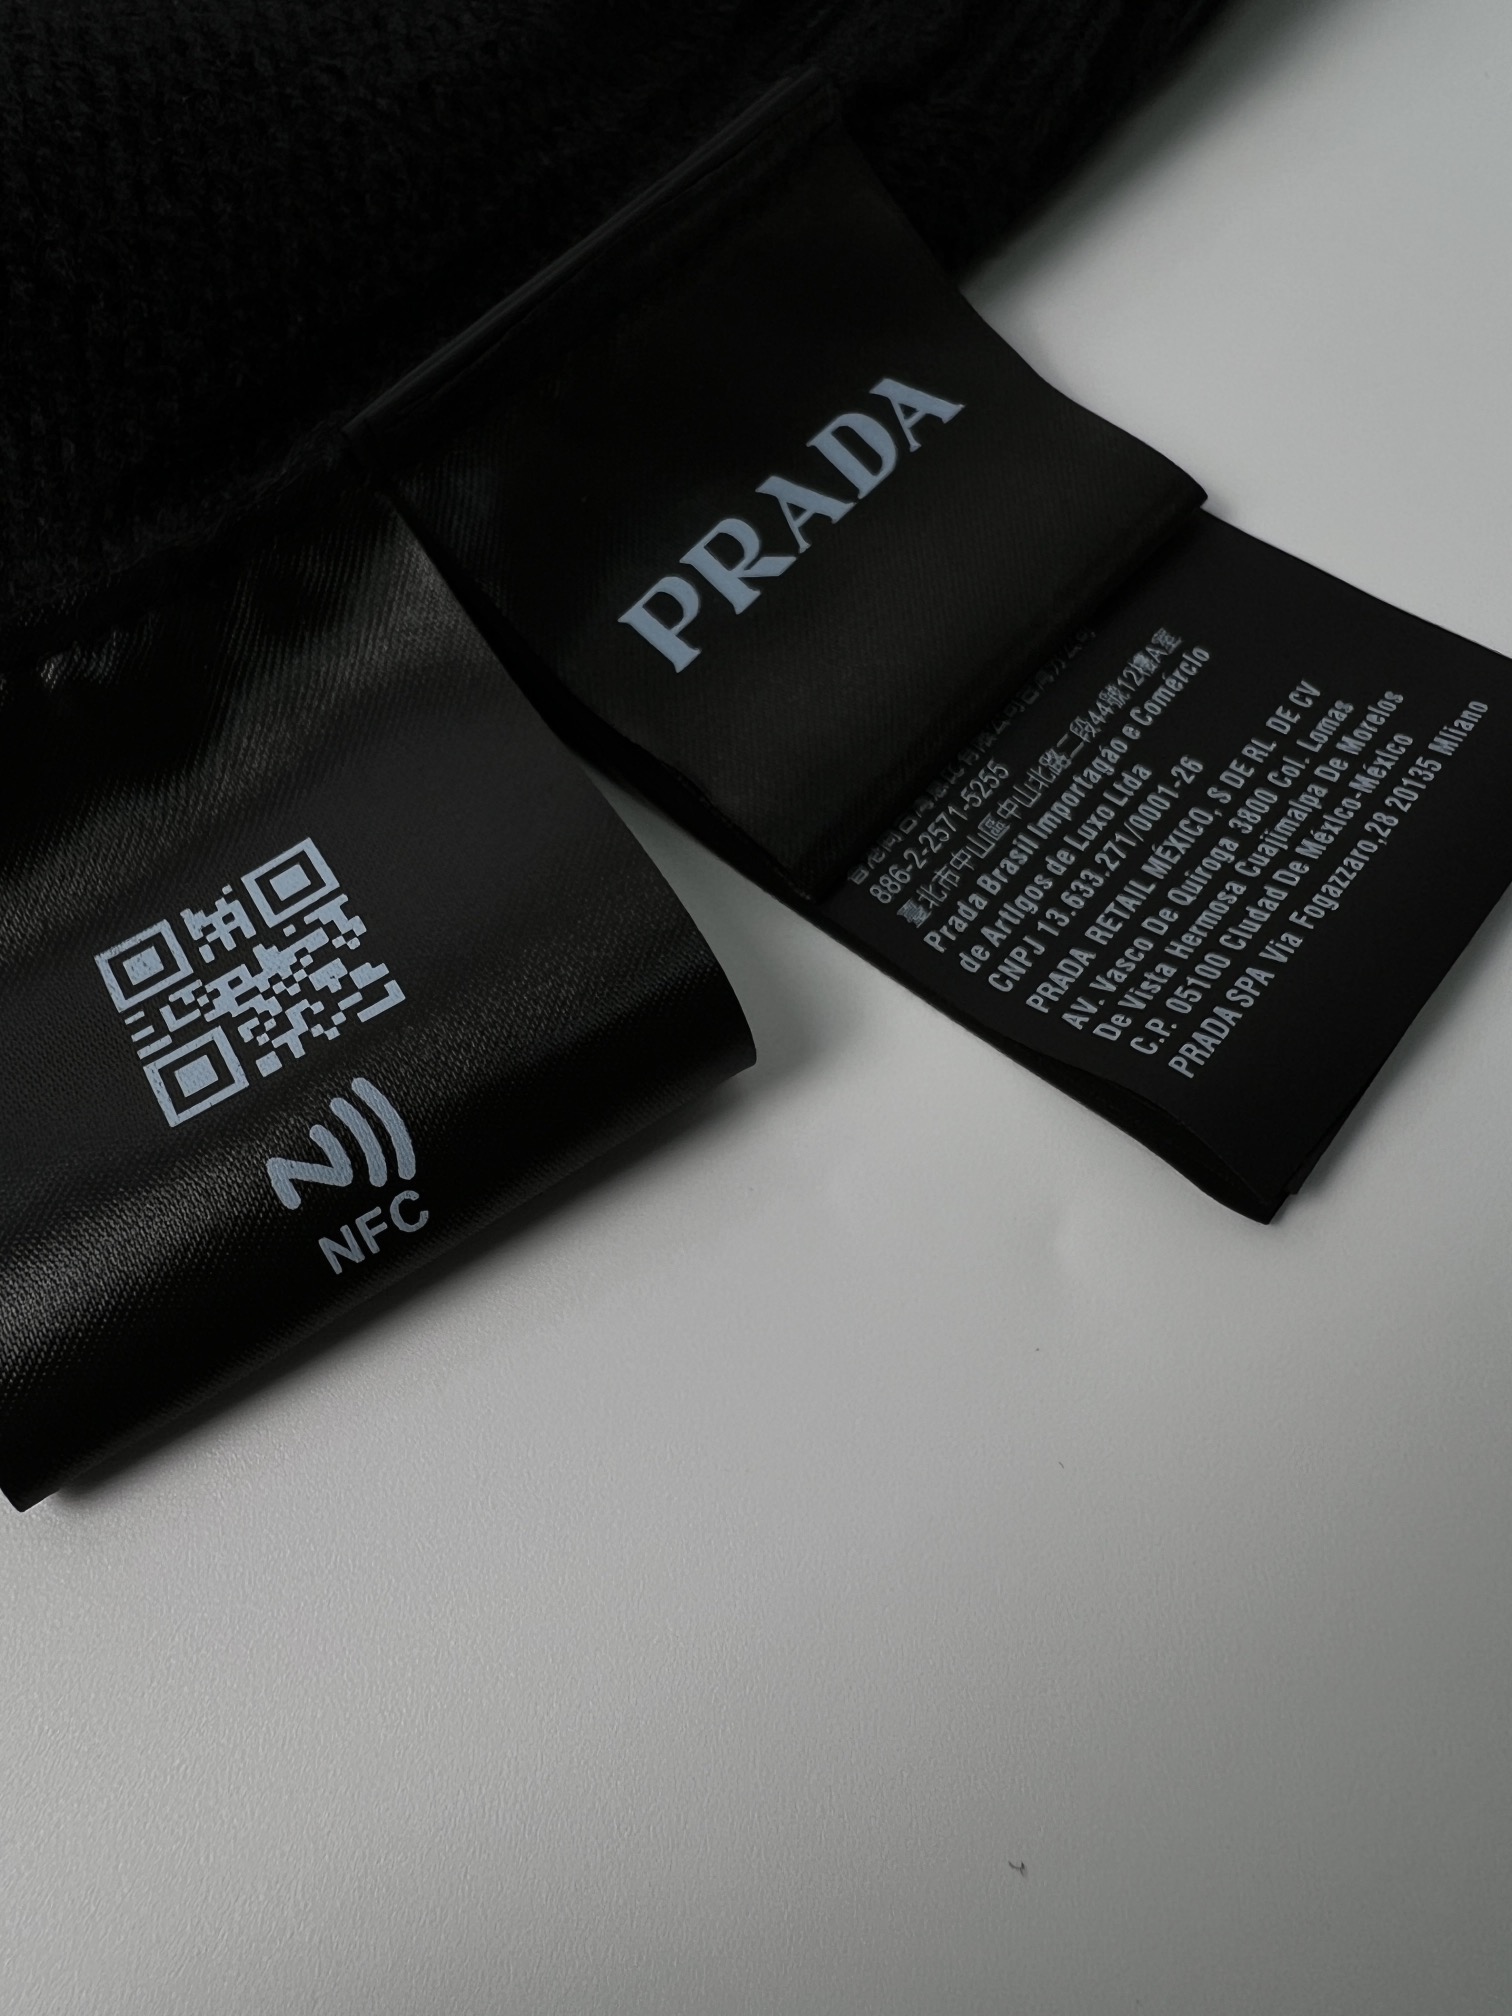 PRADA
886-2-2571-5255
臺北市中山區中山北路二段44號12樓A室
Prada Brasil Importagáo e Comércio
de Artigos de Luxo Ltda
CNPJ 13.633.271/0001-26
PRADA RETAIL MÉXICO, S DE RL DE CV
AV. Vasco De Quiroga 3800 Col. Lomas
De Vista Hermosa Cuajimalpa De Morelos
C.P. 05100 Ciudad De México-México
PRADA SPA Via Fogazzaro,28 20135 Mliano
NFC